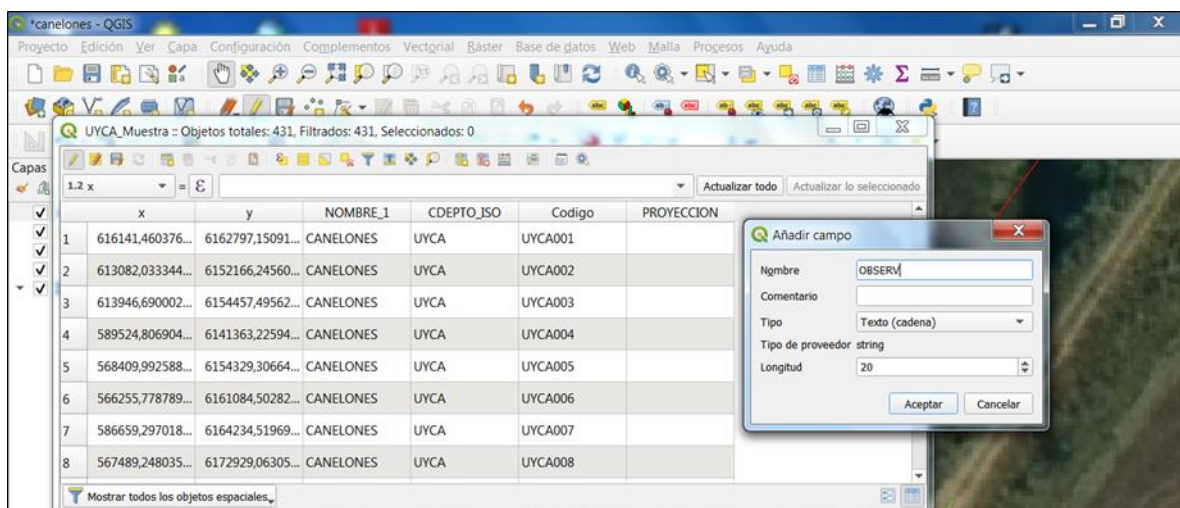 *canelones - QGIS
Proyecto Edición Ver Capa Configuración Complementos Vectorial Ráster Base de datos Web Malla Procesos Ayuda
UYCA_Muestra :: Objetos totales: 431, Filtrados: 431, Seleccionados: 0
Capas
1.2 x = ε Actualizar todo Actualizar lo seleccionado
x y NOMBRE_1 CDEPTO_ISO Codigo PROYECCION
1 616141,460376... 6162797,15091... CANELONES UYCA UYCA001
2 613082,033344... 6152166,24560... CANELONES UYCA UYCA002
3 613946,690002... 6154457,49562... CANELONES UYCA UYCA003
4 589524,806904... 6141363,22594... CANELONES UYCA UYCA004
5 568409,992588... 6154329,30664... CANELONES UYCA UYCA005
6 566255,778789... 6161084,50282... CANELONES UYCA UYCA006
7 586659,297018... 6164234,51969... CANELONES UYCA UYCA007
8 567489,248035... 6172929,06305... CANELONES UYCA UYCA008
Mostrar todos los objetos espaciales
Añadir campo
Nombre OBSERV
Comentario
Tipo Texto (cadena)
Tipo de proveedor string
Longitud 20
Aceptar Cancelar